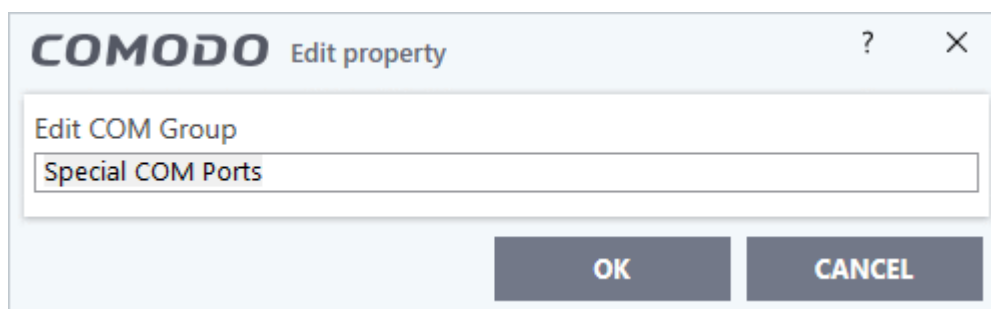 COMODO Edit property ? ×
Edit COM Group
Special COM Ports
OK CANCEL